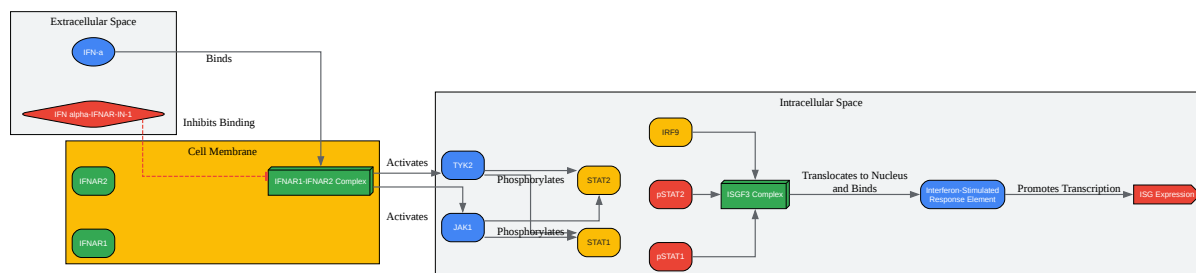 Extracellular Space
IFN-a
Binds
IFN alpha-IFNAR-IN-1
Inhibits Binding
Cell Membrane
IFNAR2
IFNAR1-IFNAR2 Complex
IFNAR1
Activates
Activates
Intracellular Space
TYK2
Phosphorylates
STAT2
JAK1
Phosphorylates
STAT1
IRF9
pSTAT2
ISGF3 Complex
pSTAT1
Translocates to Nucleus
and Binds
Interferon-Stimulated
Response Element
Promotes Transcription
ISG Expression